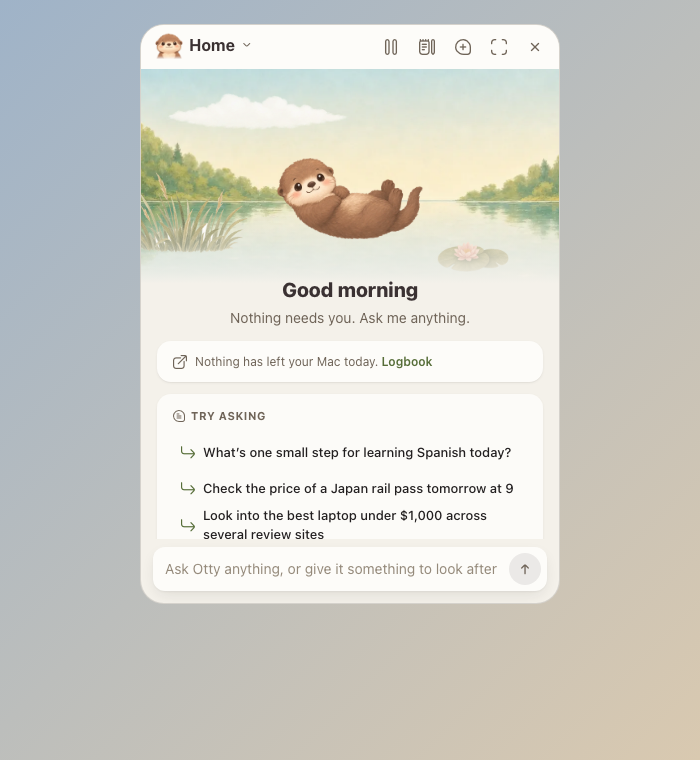 Home
Good morning
Nothing needs you. Ask me anything.
Nothing has left your Mac today. Logbook
TRY ASKING
What's one small step for learning Spanish today?
Check the price of a Japan rail pass tomorrow at 9
Look into the best laptop under $1,000 across
several review sites
Ask Otty anything, or give it something to look after